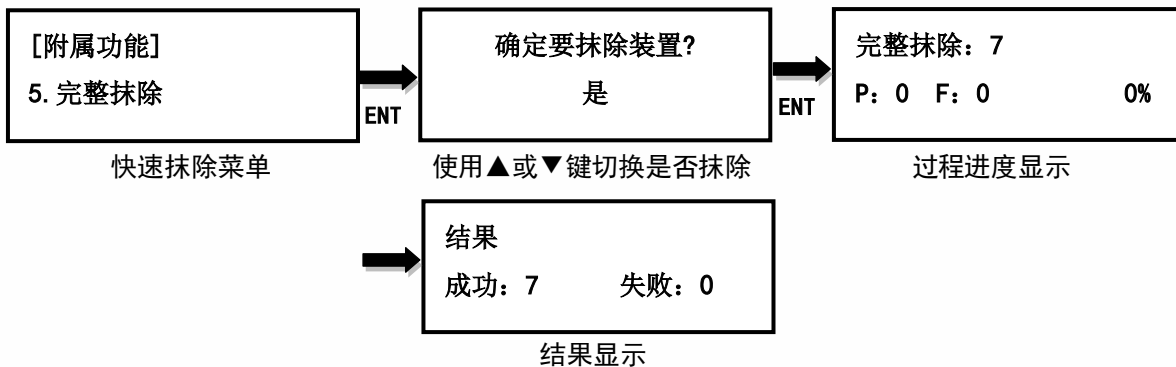 [附属功能]
5.完整抹除
ENT
确定要抹除装置?
是
ENT
完整抹除：7
P：0 F：0 0%
快速抹除菜单
使用▲或▼键切换是否抹除
过程进度显示
结果
成功：7 失败：0
结果显示